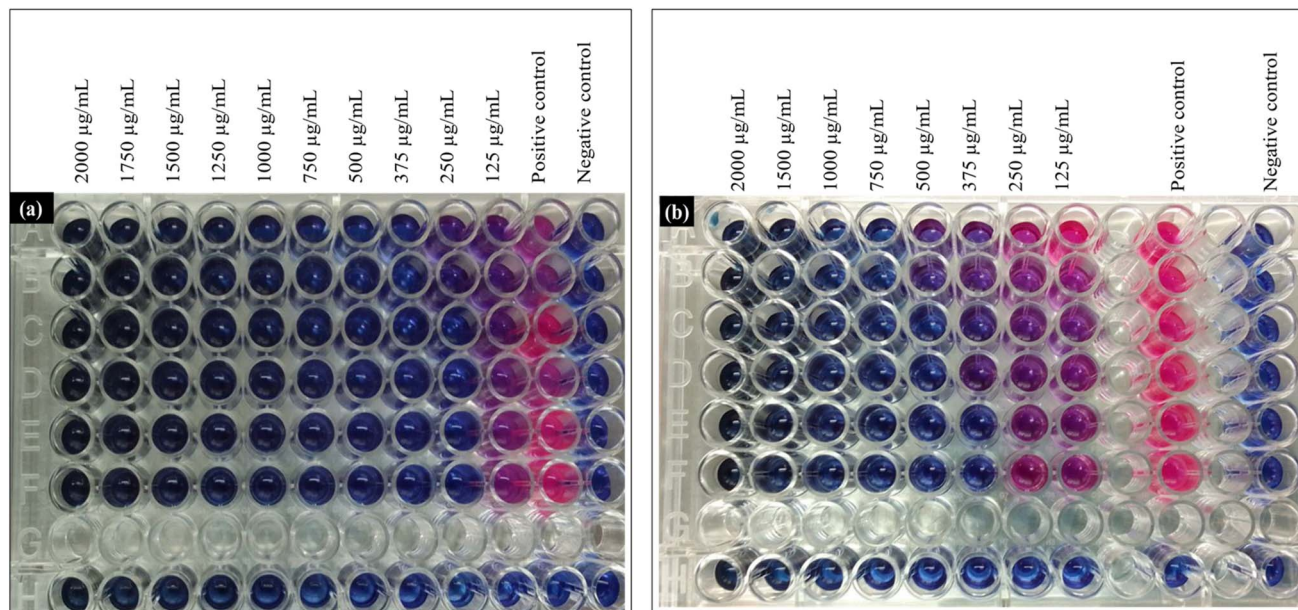 2000 µg/mL
1750 µg/mL
1500 µg/mL
1250 µg/mL
1000 µg/mL
750 µg/mL
500 µg/mL
375 µg/mL
250 µg/mL
125 µg/mL
Positive control
Negative control
(a)
A
B
C
D
E
F
G
H
2000 µg/mL
1500 µg/mL
1000 µg/mL
750 µg/mL
500 µg/mL
375 µg/mL
250 µg/mL
125 µg/mL
Positive control
Negative control
(b)
A
B
C
D
E
F
G
H